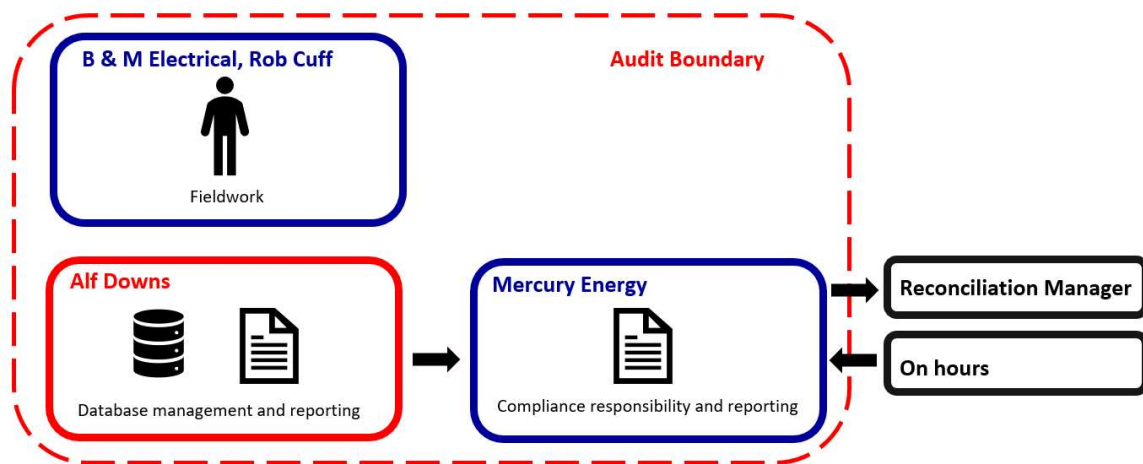 B & M Electrical, Rob Cuff
Audit Boundary
Fieldwork
Alf Downs
Database management and reporting
Mercury Energy
Compliance responsibility and reporting
Reconciliation Manager
On hours